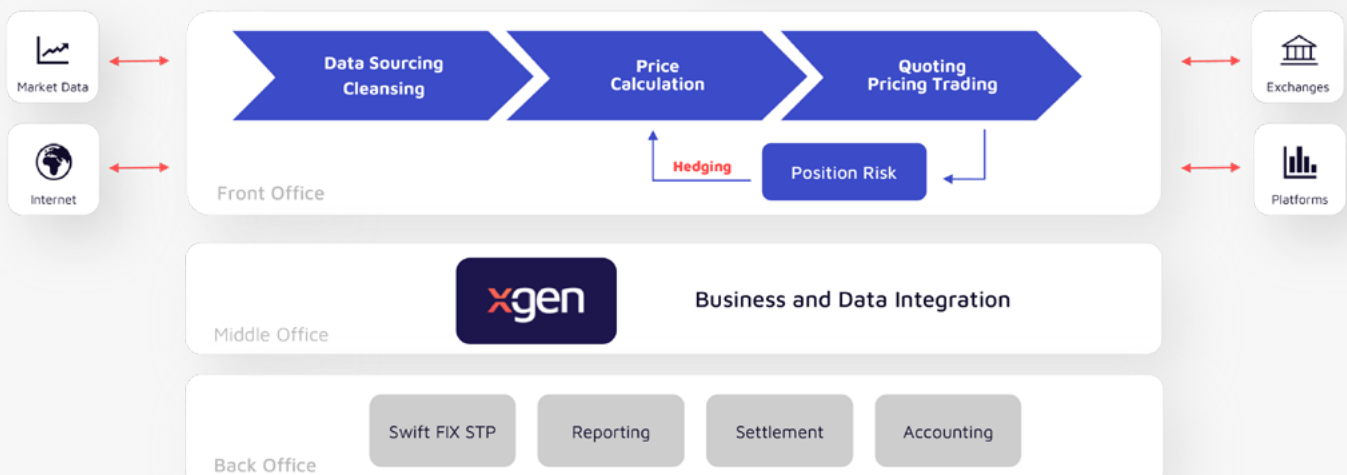 Market Data
Internet
Data Sourcing
Cleansing
Price
Calculation
Quoting
Pricing Trading
Hedging
Position Risk
Front Office
Exchanges
Platforms
xgen
Business and Data Integration
Middle Office
Swift FIX STP
Reporting
Settlement
Accounting
Back Office